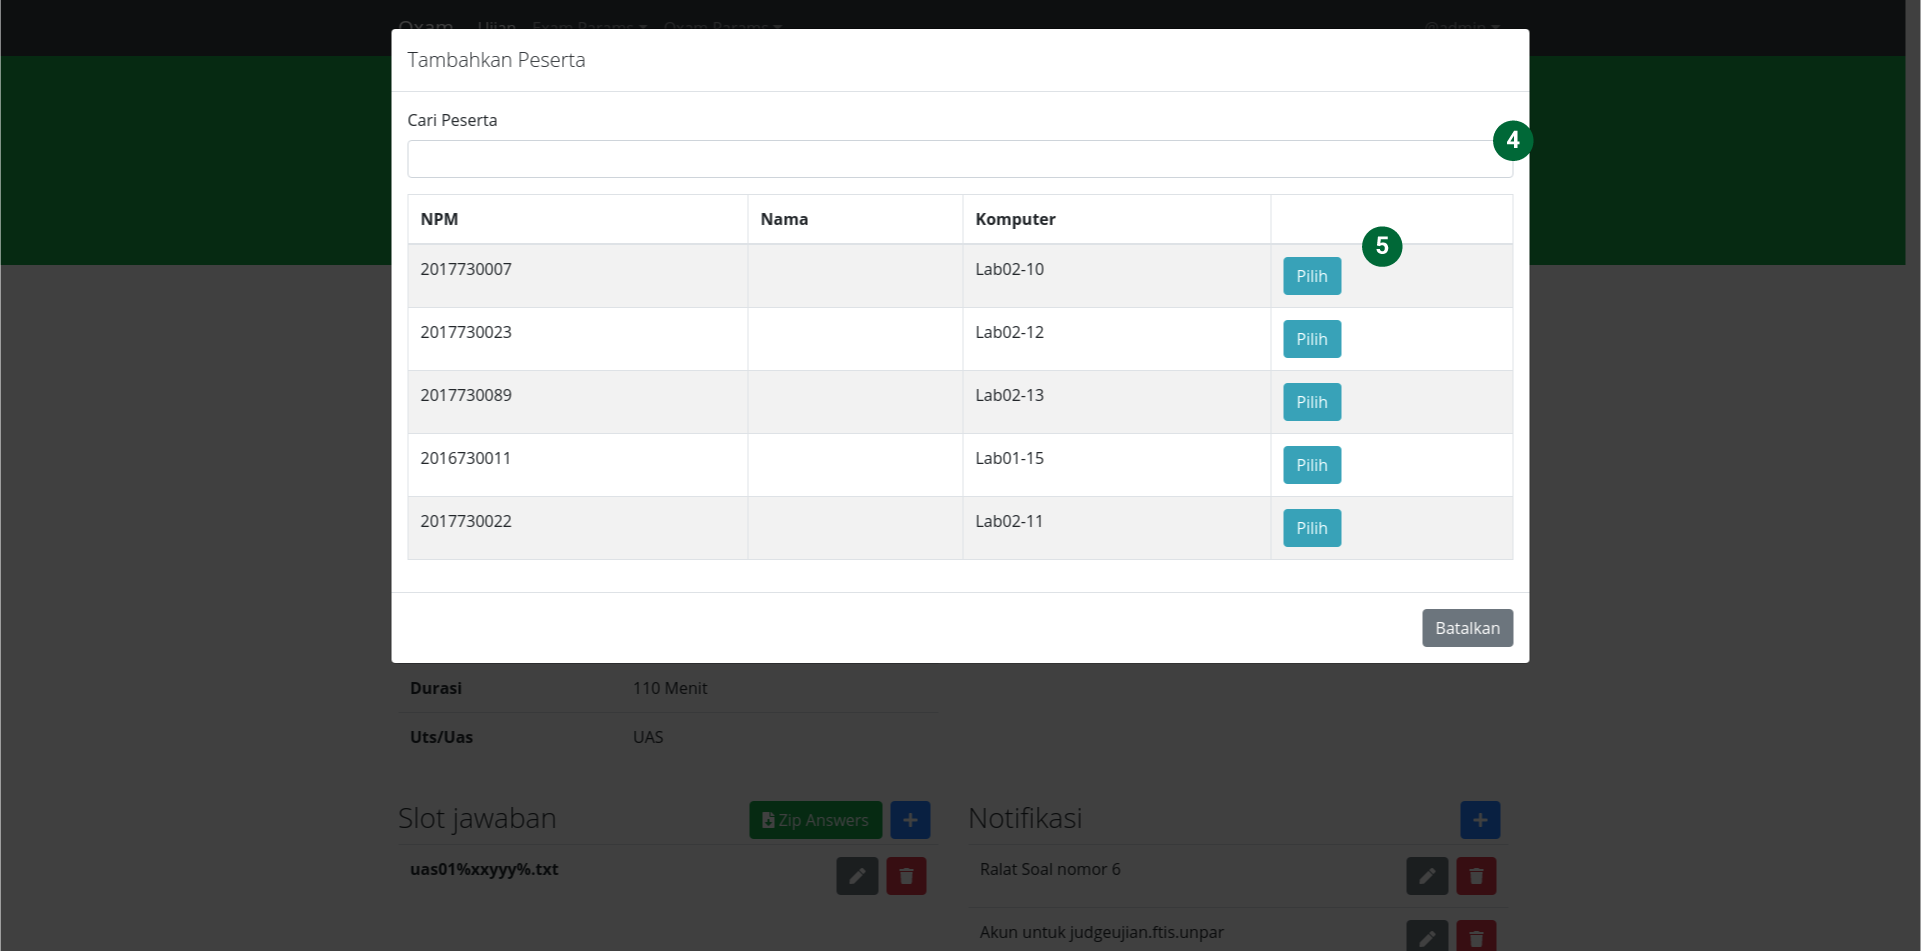 Oxam Ujian Exam Params Oxam Params @admin
Tambahkan Peserta
Cari Peserta
4
NPM Nama Komputer
5
2017730007 Lab02-10 Pilih
2017730023 Lab02-12 Pilih
2017730089 Lab02-13 Pilih
2016730011 Lab01-15 Pilih
2017730022 Lab02-11 Pilih
Batalkan
Durasi 110 Menit
Uts/Uas UAS
Slot jawaban Zip Answers
uas01%xxyyy%.txt
Notifikasi
Ralat Soal nomor 6
Akun untuk judgeujian.ftis.unpar